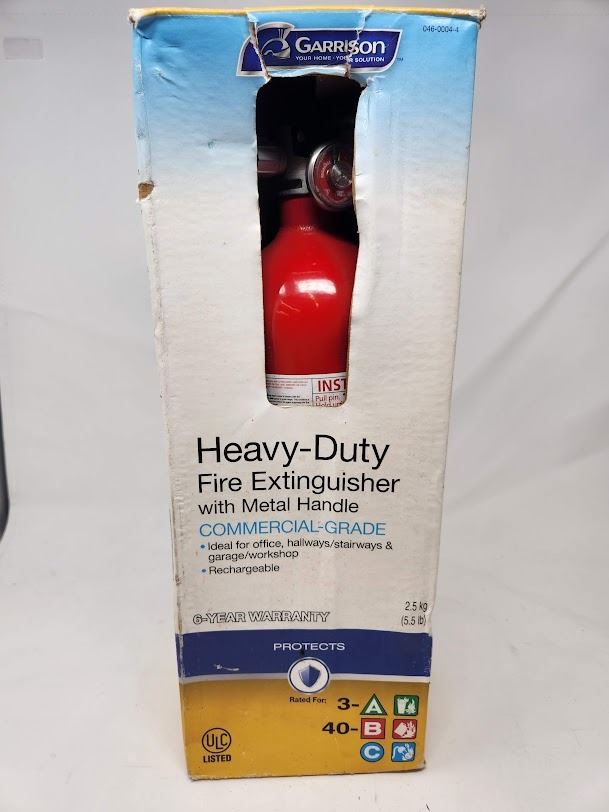 046-0004-4
GARRISON
YOUR HOME · YOUR SOLUTION
INST
Pull pin,
Hold up
Heavy-Duty
Fire Extinguisher
with Metal Handle
COMMERCIAL-GRADE
• Ideal for office, hallways/stairways &
garage/workshop
• Rechargeable
6-YEAR WARRANTY
2.5 kg
(5.5 lb)
PROTECTS
Rated For:
3-A
40-B
C
ULC
LISTED